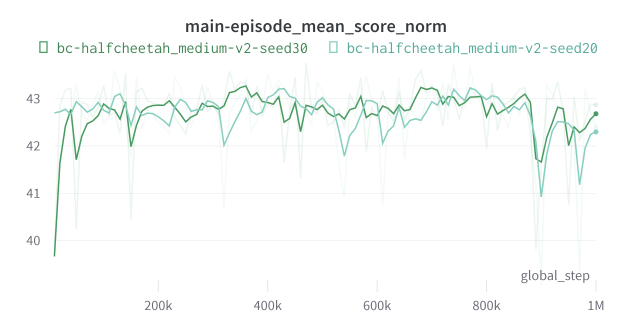 main-episode_mean_score_norm
bc-halfcheetah_medium-v2-seed30 bc-halfcheetah_medium-v2-seed20
43
42
41
40
global_step
200k 400k 600k 800k 1M